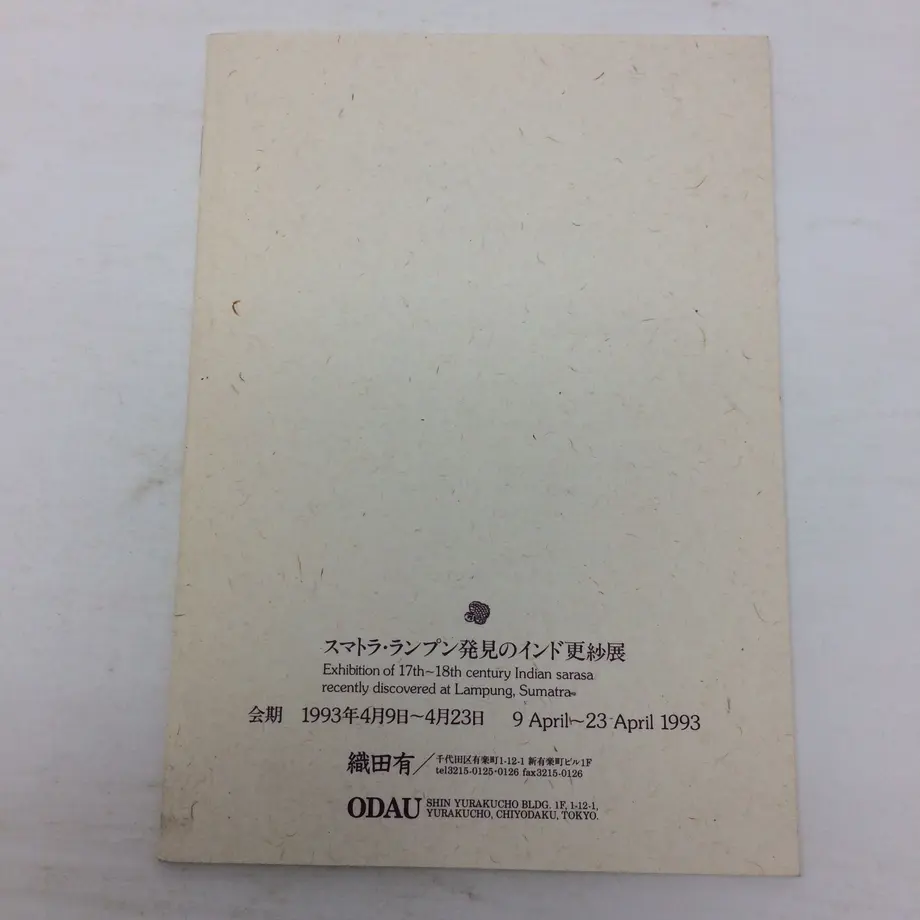 スマトラ・ランプン発見のインド更紗展
Exhibition of 17th~18th century Indian sarasa
recently discovered at Lampung, Sumatra
会期 1993年4月9日〜4月23日 9 April~23 April 1993
織田有／千代田区有楽町1-12-1 新有楽町ビル1F
tel3215-0125・0126 fax3215-0126
ODAU SHIN YURAKUCHO BLDG. 1F, 1-12-1,
YURAKUCHO, CHIYODAKU, TOKYO.